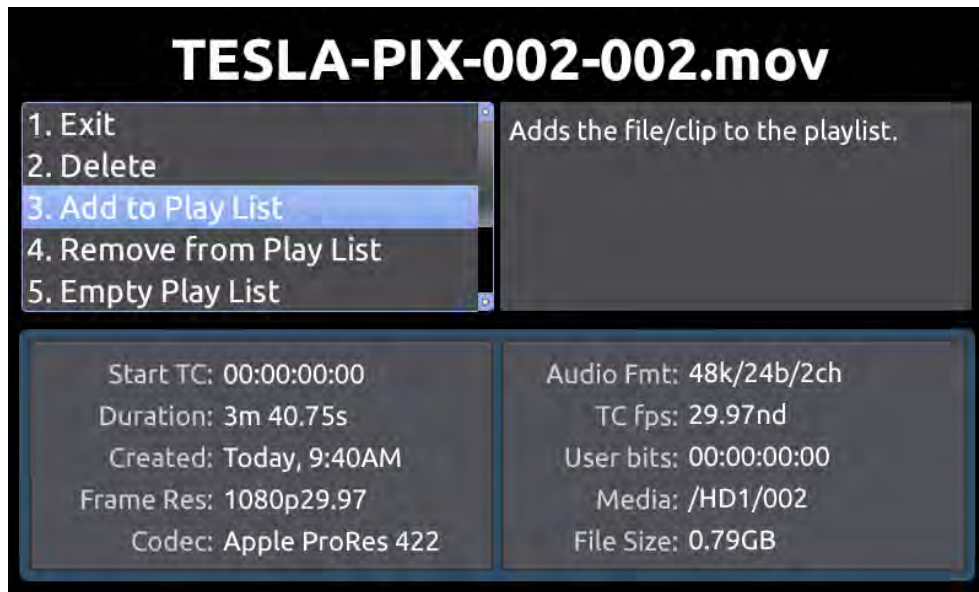 TESLA-PIX-002-002.mov
1. Exit
2. Delete
3. Add to Play List
4. Remove from Play List
5. Empty Play List
Adds the file/clip to the playlist.
Start TC: 00:00:00:00
Duration: 3m 40.75s
Created: Today, 9:40AM
Frame Res: 1080p29.97
Codec: Apple ProRes 422
Audio Fmt: 48k/24b/2ch
TC fps: 29.97nd
User bits: 00:00:00:00
Media: /HD1/002
File Size: 0.79GB